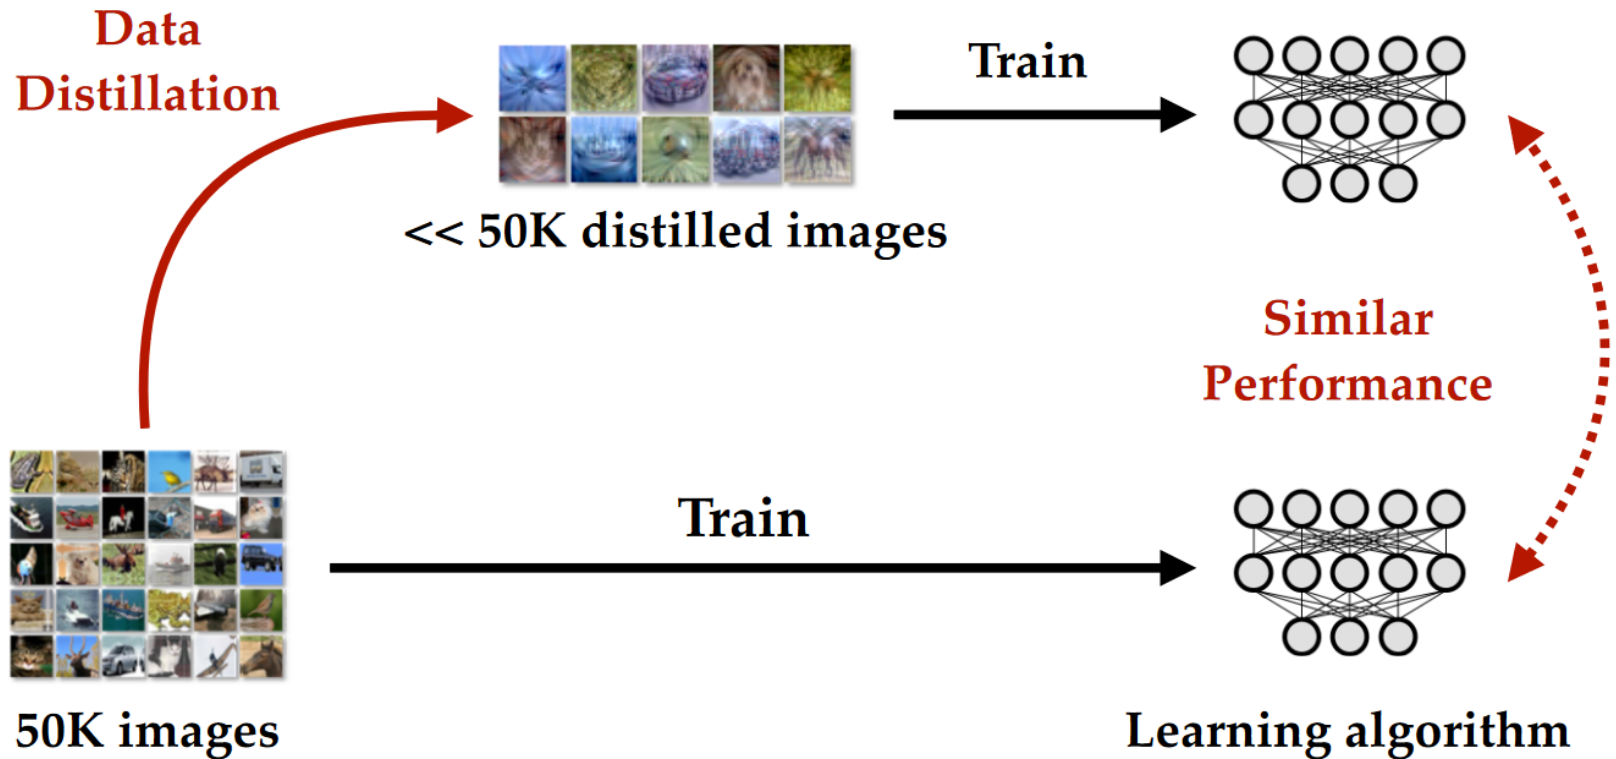 Data
Distillation
Train
<< 50K distilled images
Similar
Performance
Train
50K images
Learning algorithm